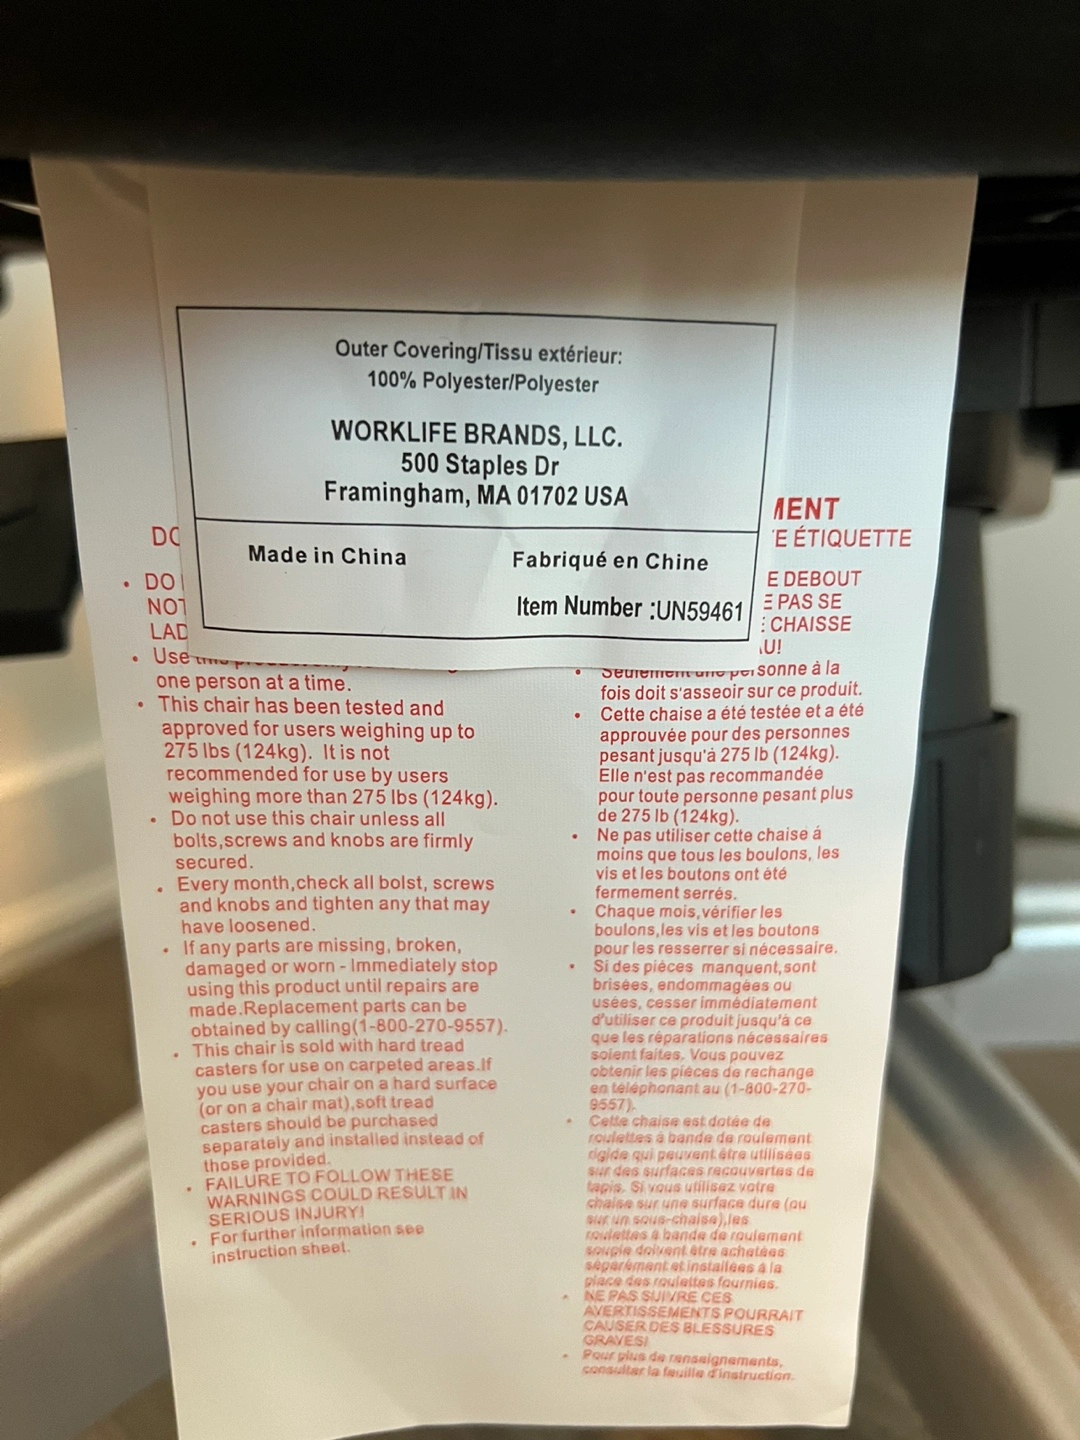 Outer Covering/Tissu extérieur:
100% Polyester/Polyester
WORKLIFE BRANDS, LLC.
500 Staples Dr
Framingham, MA 01702 USA
Made in China
Fabriqué en Chine
Item Number :UN59461
DO
• DO
NOT
LAD
• Use
one person at a time.
• This chair has been tested and
approved for users weighing up to
275 lbs (124kg). It is not
recommended for use by users
weighing more than 275 lbs (124kg).
• Do not use this chair unless all
bolts,screws and knobs are firmly
secured.
• Every month,check all bolst, screws
and knobs and tighten any that may
have loosened.
• If any parts are missing, broken,
damaged or worn - Immediately stop
using this product until repairs are
made.Replacement parts can be
obtained by calling(1-800-270-9557).
• This chair is sold with hard tread
casters for use on carpeted areas.If
you use your chair on a hard surface
(or on a chair mat),soft tread
casters should be purchased
separately and installed instead of
those provided.
• FAILURE TO FOLLOW THESE
WARNINGS COULD RESULT IN
SERIOUS INJURY!
• For further information see
instruction sheet.
MENT
E ÉTIQUETTE
E DEBOUT
E PAS SE
CHAISSE
U!
• Seulement une personne à la
fois doit s'asseoir sur ce produit.
• Cette chaise a été testée et a été
approuvée pour des personnes
pesant jusqu'à 275 lb (124kg).
Elle n'est pas recommandée
pour toute personne pesant plus
de 275 lb (124kg).
• Ne pas utiliser cette chaise à
moins que tous les boulons, les
vis et les boutons ont été
fermement serrés.
• Chaque mois,vérifier les
boulons,les vis et les boutons
pour les resserrer si nécessaire.
• Si des pièces manquent,sont
brisées, endommagées ou
usées, cesser immédiatement
d'utiliser ce produit jusqu'à ce
que les réparations nécessaires
soient faites. Vous pouvez
obtenir les pièces de rechange
en téléphonant au (1-800-270-
9557).
• Cette chaise est dotée de
roulettes à bande de roulement
rigide qui peuvent être utilisées
sur des surfaces recouvertes de
tapis. Si vous utilisez votre
chaise sur une surface dure (ou
sur un sous-chaise),les
roulettes à bande de roulement
souple doivent être achetées
séparément et installées à la
place des roulettes fournies.
• NE PAS SUIVRE CES
AVERTISSEMENTS POURRAIT
CAUSER DES BLESSURES
GRAVES!
• Pour plus de renseignements,
consulter la feuille d'instruction.